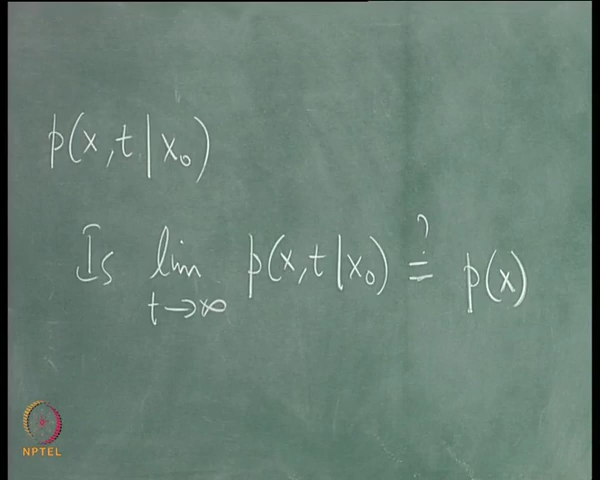 p(x,t|x₀)
Is lim p(x,t|x₀) ≟ p(x)
t→∞
NPTEL